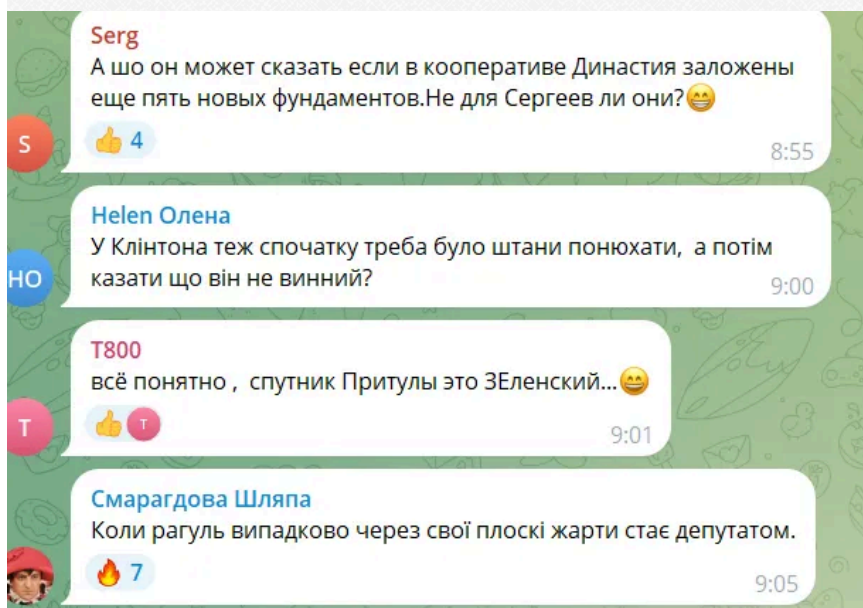 Serg
А шо он может сказать если в кооперативе Династия заложены
еще пять новых фундаментов.Не для Сергеев ли они?😁
S
👍 4
8:55
Helen Олена
У Клінтона теж спочатку треба було штани понюхати,  а потім
HO
казати що він не винний?
9:00
T800
всё понятно ,  спутник Притулы это ЗЕленский...😄
T
👍 T
9:01
Смарагдова Шляпа
Коли рагуль випадково через свої плоскі жарти стає депутатом.
🔥 7
9:05